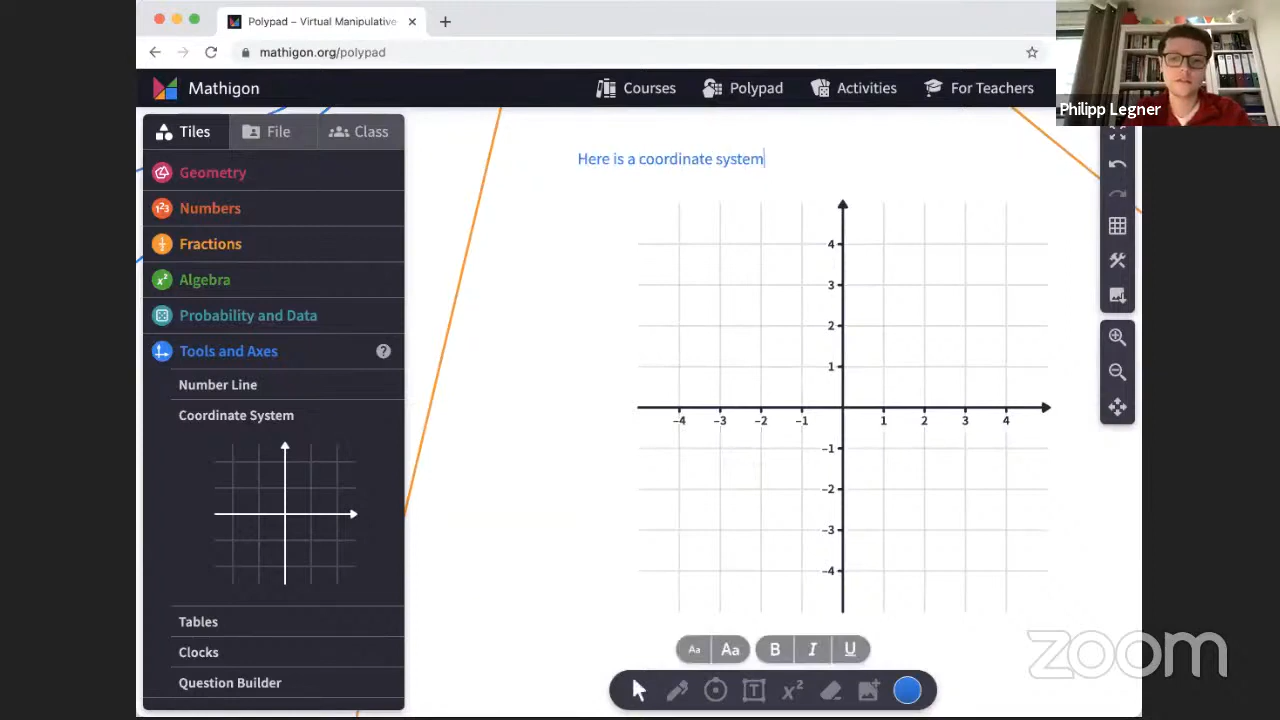 Polypad – Virtual Manipulative
mathigon.org/polypad
Philipp Legner
Mathigon
Courses
Polypad
Activities
For Teachers
Tiles
File
Class
Geometry
Numbers
Fractions
Algebra
Probability and Data
Tools and Axes
?
Number Line
Coordinate System
Tables
Clocks
Question Builder
Here is a coordinate system
4
3
2
1
–4 –3 –2 –1 1 2 3 4
–1
–2
–3
–4
Aa Aa B I U
T x²
zoom